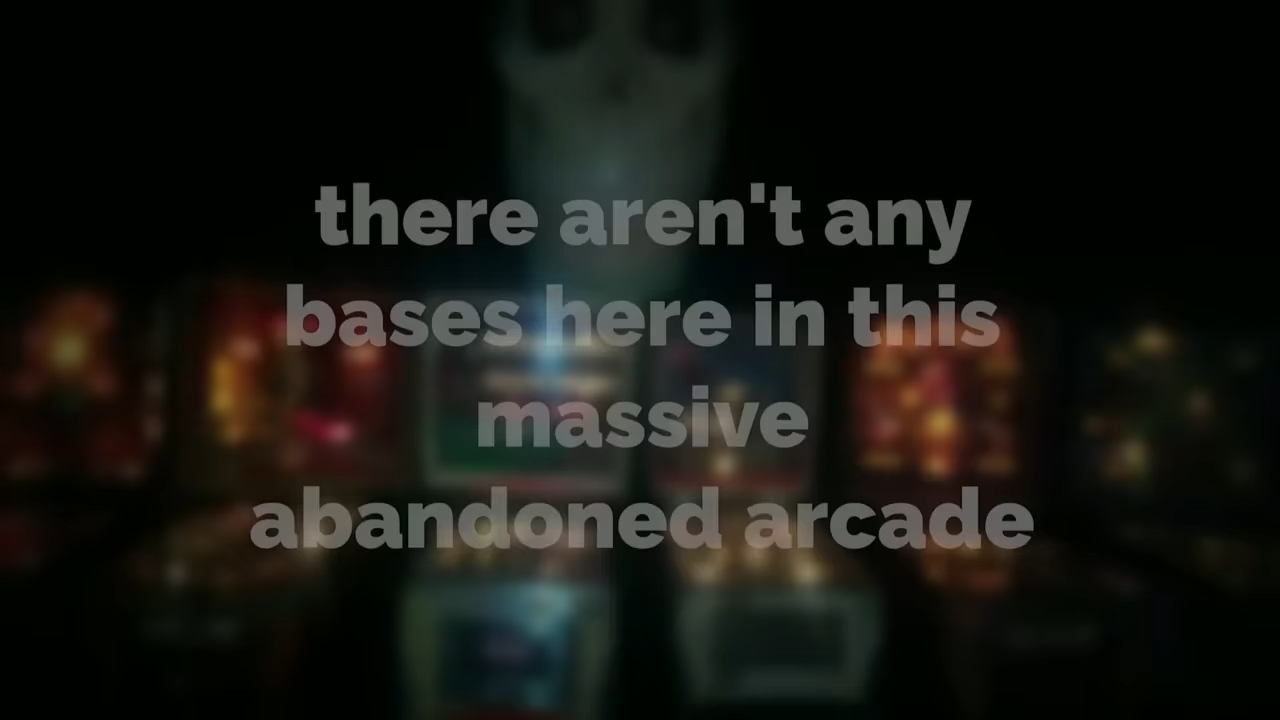 there aren't any
bases here in this
massive
abandoned arcade